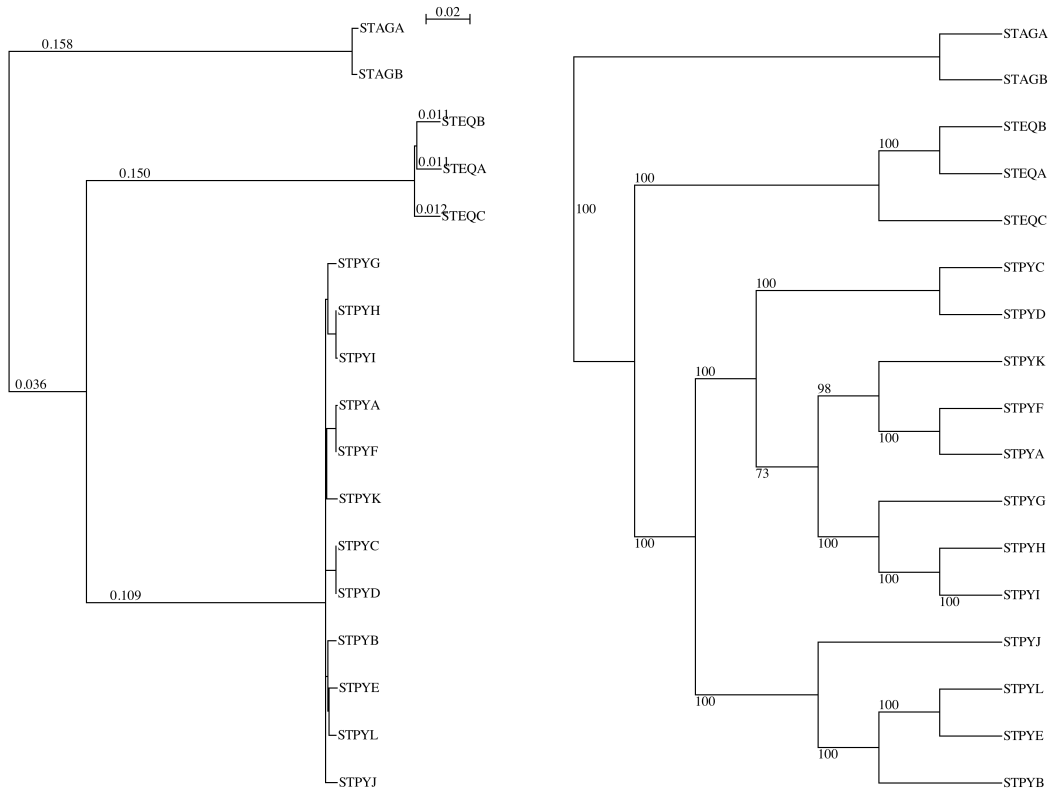 0.02
STAGA
0.158
STAGB
0.011
STEQB
0.011
STEQA
0.150
0.012
STEQC
STPYG
STPYH
STPYI
0.036
STPYA
STPYF
STPYK
STPYC
STPYD
0.109
STPYB
STPYE
STPYL
STPYJ
STAGA
STAGB
STEQB
100
STEQA
100
100
STEQC
STPYC
100
STPYD
STPYK
100
98
STPYF
100
STPYA
73
STPYG
100
100
STPYH
100
STPYI
100
STPYJ
STPYL
100
100
STPYE
100
STPYB